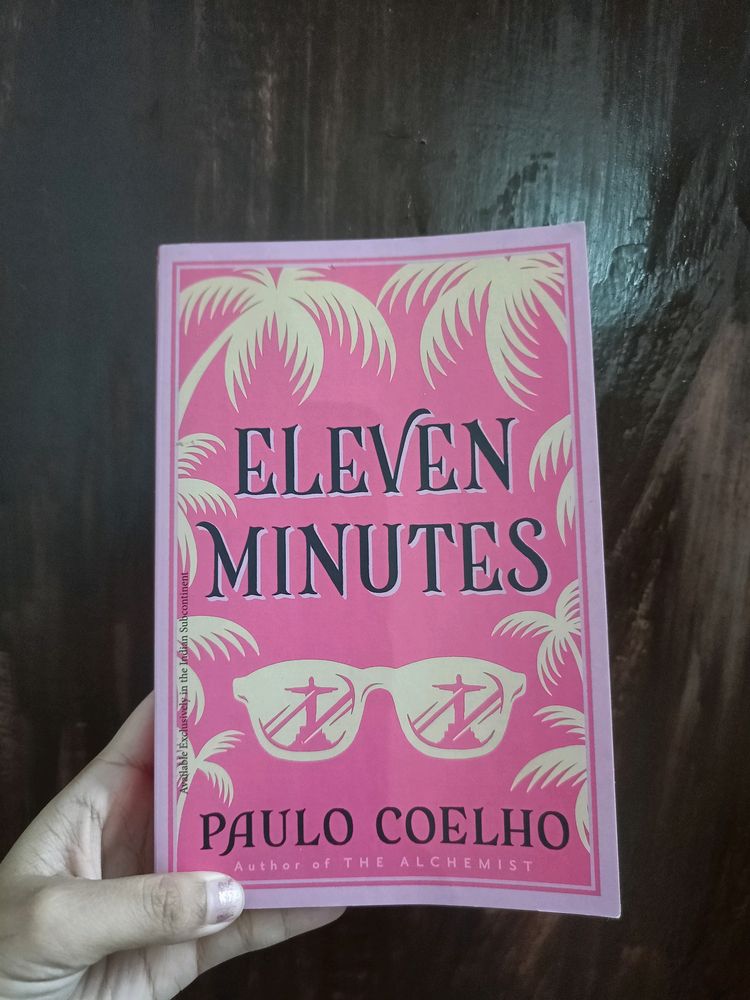 ELEVEN
MINUTES
Available Exclusively in the Indian Subcontinent
PAULO COELHO
Author of THE ALCHEMIST